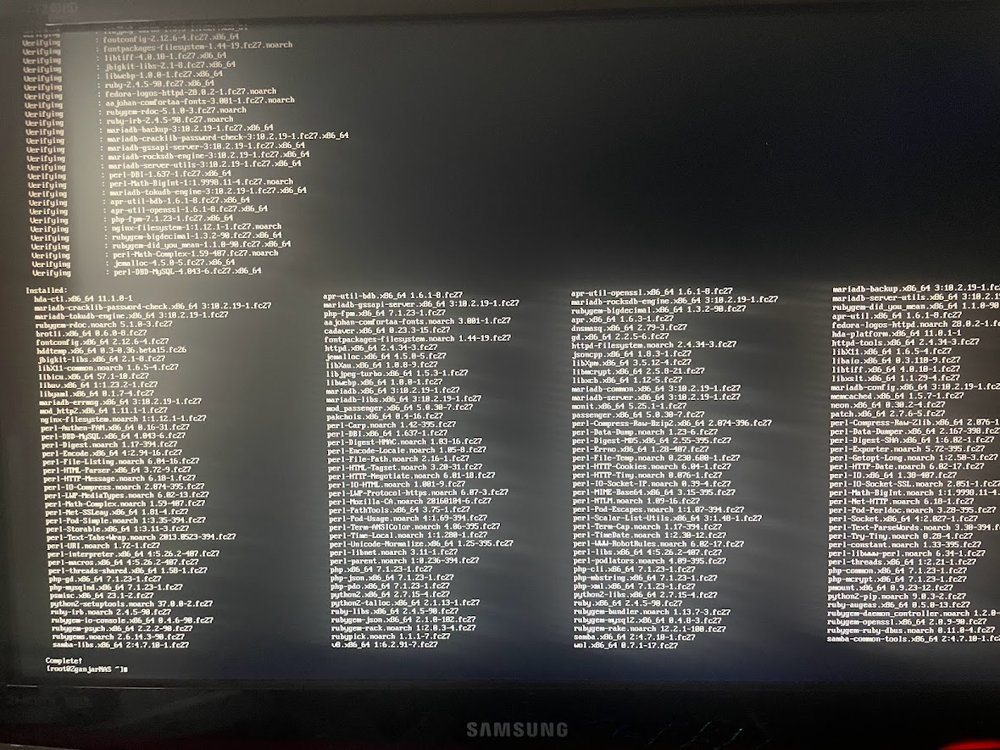 Verifying : fontconfig-2.12.6-4.fc27.x86_64
Verifying : fontpackages-filesystem-1.44-19.fc27.noarch
Verifying : libtiff-4.0.10-1.fc27.x86_64
Verifying : jbigkit-libs-2.1-8.fc27.x86_64
Verifying : libwebp-1.0.0-1.fc27.x86_64
Verifying : ruby-2.4.5-90.fc27.x86_64
Verifying : fedora-logos-httpd-28.0.2-1.fc27.noarch
Verifying : aajohan-comfortaa-fonts-3.001-1.fc27.noarch
Verifying : rubygem-rdoc-5.1.0-3.fc27.noarch
Verifying : ruby-irb-2.4.5-90.fc27.noarch
Verifying : mariadb-backup-3:10.2.19-1.fc27.x86_64
Verifying : mariadb-cracklib-password-check-3:10.2.19-1.fc27.x86_64
Verifying : mariadb-gssapi-server-3:10.2.19-1.fc27.x86_64
Verifying : mariadb-rocksdb-engine-3:10.2.19-1.fc27.x86_64
Verifying : mariadb-server-utils-3:10.2.19-1.fc27.x86_64
Verifying : perl-DBI-1.637-1.fc27.x86_64
Verifying : perl-Math-BigInt-1:1.9998.11-4.fc27.noarch
Verifying : mariadb-tokudb-engine-3:10.2.19-1.fc27.x86_64
Verifying : apr-util-bdb-1.6.1-8.fc27.x86_64
Verifying : apr-util-openssl-1.6.1-8.fc27.x86_64
Verifying : php-fpm-7.1.23-1.fc27.x86_64
Verifying : nginx-filesystem-1:1.12.1-1.fc27.noarch
Verifying : rubygem-bigdecimal-1.3.2-90.fc27.x86_64
Verifying : rubygem-did_you_mean-1.1.0-90.fc27.x86_64
Verifying : perl-Math-Complex-1.59-407.fc27.noarch
Verifying : jemalloc-4.5.0-5.fc27.x86_64
Verifying : perl-DBD-MySQL-4.043-6.fc27.x86_64
Installed:
hda-ctl.x86_64 11.1.0-1 apr-util-bdb.x86_64 1.6.1-8.fc27 apr-util-openssl.x86_64 1.6.1-8.fc27 mariadb-backup.x86_64 3:10.2.19-1.fc
mariadb-cracklib-password-check.x86_64 3:10.2.19-1.fc27 mariadb-gssapi-server.x86_64 3:10.2.19-1.fc27 mariadb-rocksdb-engine.x86_64 3:10.2.19-1.fc27 mariadb-server-utils.x86_64 3:10.2
mariadb-tokudb-engine.x86_64 3:10.2.19-1.fc27 php-fpm.x86_64 7.1.23-1.fc27 rubygem-bigdecimal.x86_64 1.3.2-90.fc27 rubygem-did_you_mean.x86_64 1.1.0-90
rubygem-rdoc.noarch 5.1.0-3.fc27 aajohan-comfortaa-fonts.noarch 3.001-1.fc27 apr.x86_64 1.6.3-1.fc27 apr-util.x86_64 1.6.1-8.fc27
brotli.x86_64 0.6.0-8.fc27 cadaver.x86_64 0.23.3-15.fc27 dnsmasq.x86_64 2.79-3.fc27 fedora-logos-httpd.noarch 28.0.2-1.f
fontconfig.x86_64 2.12.6-4.fc27 fontpackages-filesystem.noarch 1.44-19.fc27 gd.x86_64 2.2.5-6.fc27 hda-platform.x86_64 11.0.1-1
hddtemp.x86_64 0.3-0.36.beta15.fc26 httpd.x86_64 2.4.34-3.fc27 httpd-filesystem.noarch 2.4.34-3.fc27 httpd-tools.x86_64 2.4.34-3.fc27
jbigkit-libs.x86_64 2.1-8.fc27 jemalloc.x86_64 4.5.0-5.fc27 jsoncpp.x86_64 1.8.3-1.fc27 libX11.x86_64 1.6.5-4.fc27
libX11-common.noarch 1.6.5-4.fc27 libXau.x86_64 1.0.8-9.fc27 libXpm.x86_64 3.5.12-4.fc27 libaio.x86_64 0.3.110-9.fc27
libicu.x86_64 57.1-10.fc27 libjpeg-turbo.x86_64 1.5.3-1.fc27 libmcrypt.x86_64 2.5.8-21.fc27 libtiff.x86_64 4.0.10-1.fc27
libuv.x86_64 1:1.23.2-1.fc27 libwebp.x86_64 1.0.0-1.fc27 libxcb.x86_64 1.12-5.fc27 libxslt.x86_64 1.1.29-4.fc27
libyaml.x86_64 0.1.7-4.fc27 mariadb.x86_64 3:10.2.19-1.fc27 mariadb-common.x86_64 3:10.2.19-1.fc27 mariadb-config.x86_64 3:10.2.19-1.fc2
mariadb-errmsg.x86_64 3:10.2.19-1.fc27 mariadb-libs.x86_64 3:10.2.19-1.fc27 mariadb-server.x86_64 3:10.2.19-1.fc27 memcached.x86_64 1.5.7-1.fc27
mod_http2.x86_64 1.11.1-1.fc27 mod_passenger.x86_64 5.0.30-7.fc27 monit.x86_64 5.25.1-1.fc27 neon.x86_64 0.30.2-4.fc27
nginx-filesystem.noarch 1:1.12.1-1.fc27 pakchois.x86_64 0.4-16.fc27 passenger.x86_64 5.0.30-7.fc27 patch.x86_64 2.7.6-5.fc27
perl-Authen-PAM.x86_64 0.16-31.fc27 perl-Carp.noarch 1.42-395.fc27 perl-Compress-Raw-Bzip2.x86_64 2.074-396.fc27 perl-Compress-Raw-Zlib.x86_64 2.076-1
perl-DBD-MySQL.x86_64 4.043-6.fc27 perl-DBI.x86_64 1.637-1.fc27 perl-Data-Dump.noarch 1.23-6.fc27 perl-Data-Dumper.x86_64 2.167-398.fc2
perl-Digest.noarch 1.17-394.fc27 perl-Digest-HMAC.noarch 1.03-16.fc27 perl-Digest-MD5.x86_64 2.55-395.fc27 perl-Digest-SHA.x86_64 1:6.02-1.fc27
perl-Encode.x86_64 4:2.94-16.fc27 perl-Encode-Locale.noarch 1.05-8.fc27 perl-Errno.x86_64 1.28-407.fc27 perl-Exporter.noarch 5.72-395.fc27
perl-File-Listing.noarch 6.04-16.fc27 perl-File-Path.noarch 2.16-1.fc27 perl-File-Temp.noarch 0.230.600-1.fc27 perl-Getopt-Long.noarch 1:2.50-3.fc27
perl-HTML-Parser.x86_64 3.72-9.fc27 perl-HTML-Tagset.noarch 3.20-31.fc27 perl-HTTP-Cookies.noarch 6.04-1.fc27 perl-HTTP-Date.noarch 6.02-17.fc27
perl-HTTP-Message.noarch 6.18-1.fc27 perl-HTTP-Negotiate.noarch 6.01-18.fc27 perl-HTTP-Tiny.noarch 0.076-1.fc27 perl-IO.x86_64 1.38-407.fc27
perl-IO-Compress.noarch 2.074-395.fc27 perl-IO-HTML.noarch 1.001-9.fc27 perl-IO-Socket-IP.noarch 0.39-4.fc27 perl-IO-Socket-SSL.noarch 2.051-1.fc27
perl-LWP-MediaTypes.noarch 6.02-13.fc27 perl-LWP-Protocol-https.noarch 6.07-3.fc27 perl-MIME-Base64.x86_64 3.15-395.fc27 perl-Math-BigInt.noarch 1:1.9998.11-4
perl-Math-Complex.noarch 1.59-407.fc27 perl-Mozilla-CA.noarch 20160104-6.fc27 perl-NTLM.noarch 1.09-16.fc27 perl-Net-HTTP.noarch 6.18-1.fc27
perl-Net-SSLeay.x86_64 1.81-4.fc27 perl-PathTools.x86_64 3.75-1.fc27 perl-Pod-Escapes.noarch 1:1.07-394.fc27 perl-Pod-Perldoc.noarch 3.28-395.fc27
perl-Pod-Simple.noarch 1:3.35-394.fc27 perl-Pod-Usage.noarch 4:1.69-394.fc27 perl-Scalar-List-Utils.x86_64 3:1.48-1.fc27 perl-Socket.x86_64 4:2.027-1.fc27
perl-Storable.x86_64 1:3.11-3.fc27 perl-Term-ANSIColor.noarch 4.06-395.fc27 perl-Term-Cap.noarch 1.17-394.fc27 perl-Text-ParseWords.noarch 3.30-394.fc
perl-Text-Tabs+Wrap.noarch 2013.0523-394.fc27 perl-Time-Local.noarch 1:1.280-1.fc27 perl-TimeDate.noarch 1:2.30-12.fc27 perl-Try-Tiny.noarch 0.28-4.fc27
perl-URI.noarch 1.72-1.fc27 perl-Unicode-Normalize.x86_64 1.25-395.fc27 perl-WWW-RobotRules.noarch 6.02-17.fc27 perl-constant.noarch 1.33-395.fc27
perl-interpreter.x86_64 4:5.26.2-407.fc27 perl-libnet.noarch 3.11-1.fc27 perl-libs.x86_64 4:5.26.2-407.fc27 perl-libwww-perl.noarch 6.34-1.fc27
perl-macros.x86_64 4:5.26.2-407.fc27 perl-parent.noarch 1:0.236-394.fc27 perl-podlators.noarch 4.09-395.fc27 perl-threads.x86_64 1:2.21-1.fc27
perl-threads-shared.x86_64 1.58-1.fc27 php.x86_64 7.1.23-1.fc27 php-cli.x86_64 7.1.23-1.fc27 php-common.x86_64 7.1.23-1.fc27
php-gd.x86_64 7.1.23-1.fc27 php-json.x86_64 7.1.23-1.fc27 php-mbstring.x86_64 7.1.23-1.fc27 php-mcrypt.x86_64 7.1.23-1.fc27
php-mysqlnd.x86_64 7.1.23-1.fc27 php-pdo.x86_64 7.1.23-1.fc27 php-xml.x86_64 7.1.23-1.fc27 pmount.x86_64 0.9.23-12.fc27
psmisc.x86_64 23.1-2.fc27 python2.x86_64 2.7.15-4.fc27 python2-libs.x86_64 2.7.15-4.fc27 python2-pip.noarch 9.0.3-2.fc27
python2-setuptools.noarch 37.0.0-2.fc27 python2-talloc.x86_64 2.1.13-1.fc27 ruby.x86_64 2.4.5-90.fc27 ruby-augeas.x86_64 0.5.0-13.fc27
ruby-irb.noarch 2.4.5-90.fc27 ruby-libs.x86_64 2.4.5-90.fc27 rubygem-bundler.noarch 1.13.7-3.fc27 rubygem-daemon_controller.noarch 1.2.0-
rubygem-io-console.x86_64 0.4.6-90.fc27 rubygem-json.x86_64 2.1.0-102.fc27 rubygem-mysql2.x86_64 0.4.8-3.fc27 rubygem-openssl.x86_64 2.0.9-90.fc27
rubygem-psych.x86_64 2.2.2-90.fc27 rubygem-rack.noarch 1:2.0.3-4.fc27 rubygem-rake.noarch 12.2.1-100.fc27 rubygem-ruby-dbus.noarch 0.11.0-4.fc27
rubygems.noarch 2.6.14.3-90.fc27 rubypick.noarch 1.1.1-7.fc27 samba.x86_64 2:4.7.10-1.fc27 samba-common-tools.x86_64 2:4.7.10-1.fc2
samba-libs.x86_64 2:4.7.10-1.fc27 v8.x86_64 1:6.2.91-7.fc27 wol.x86_64 0.7.1-17.fc27
Complete!
[root@2ganjarNAS ~]#
SAMSUNG